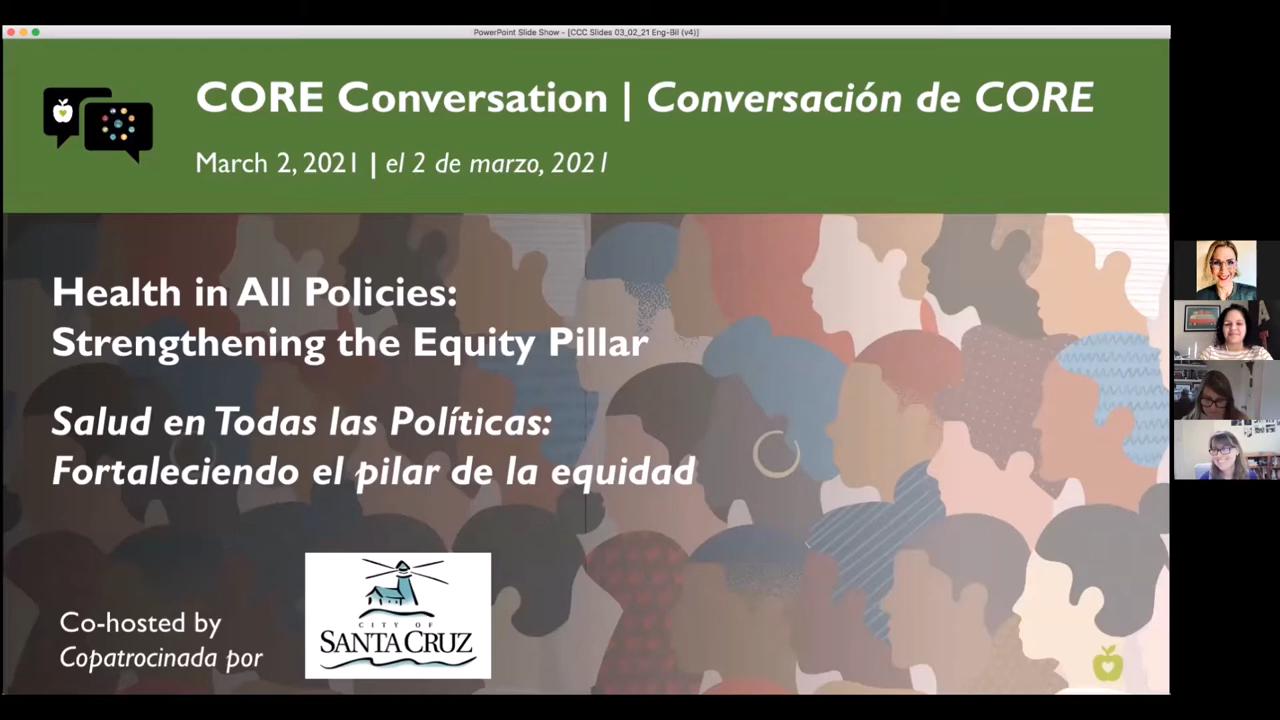 PowerPoint Slide Show - [CCC Slides 03_02_21 Eng-Bil (v4)]
CORE Conversation | Conversación de CORE
March 2, 2021 | el 2 de marzo, 2021
Health in All Policies:
Strengthening the Equity Pillar
Salud en Todas las Políticas:
Fortaleciendo el pilar de la equidad
Co-hosted by
Copatrocinada por
CITY OF
SANTA CRUZ